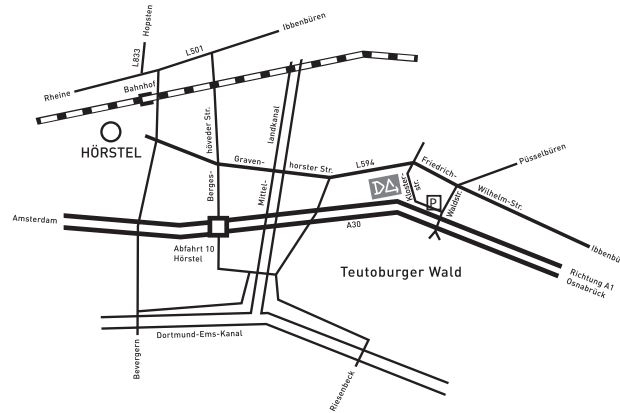 Hopsten
Ibbenbüren
L833
L501
Rheine
Bahnhof
HÖRSTEL
höveder Str.
Berges-
landkanal
Mittel-
Graven-
horster Str.
L594
Friedrich-
Wilhelm-Str.
Püsselbüren
Kloster-
str.
P
Waldstr.
DA
Amsterdam
A30
Abfahrt 10
Hörstel
Ibbenbü
Richtung A1
Osnabrück
Teutoburger Wald
Dortmund-Ems-Kanal
Bevergern
Riesenbeck